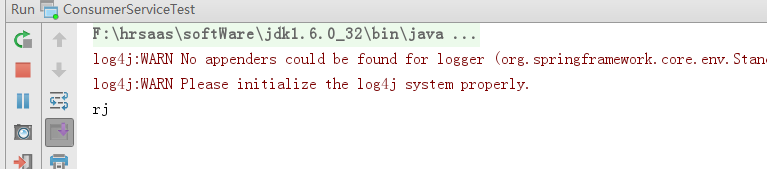 Run ConsumerServiceTest
F:\hrsaas\softWare\jdk1.6.0_32\bin\java ...
log4j:WARN No appenders could be found for logger (org.springframework.core.env.Stan
log4j:WARN Please initialize the log4j system properly.
rj